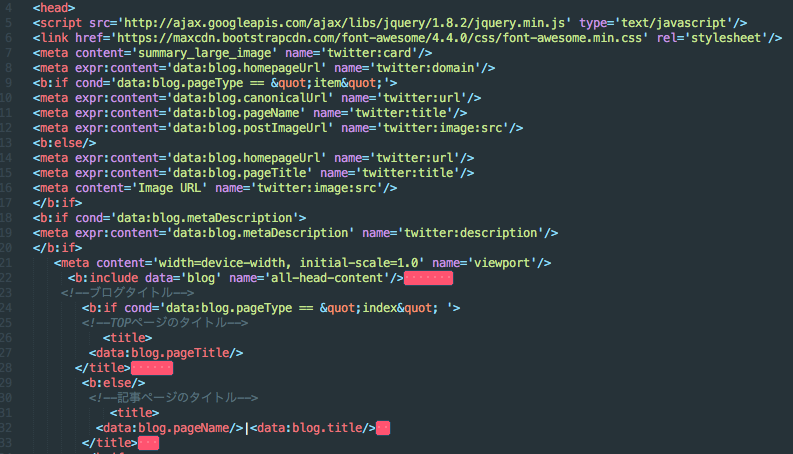 4 <head>
5 <script src='http://ajax.googleapis.com/ajax/libs/jquery/1.8.2/jquery.min.js' type='text/javascript'/>
6 <link href='https://maxcdn.bootstrapcdn.com/font-awesome/4.4.0/css/font-awesome.min.css' rel='stylesheet'/>
7 <meta content='summary_large_image' name='twitter:card'/>
8 <meta expr:content='data:blog.homepageUrl' name='twitter:domain'/>
9 <b:if cond='data:blog.pageType == &quot;item&quot;'>
10 <meta expr:content='data:blog.canonicalUrl' name='twitter:url'/>
11 <meta expr:content='data:blog.pageName' name='twitter:title'/>
12 <meta expr:content='data:blog.postImageUrl' name='twitter:image:src'/>
13 <b:else/>
14 <meta expr:content='data:blog.homepageUrl' name='twitter:url'/>
15 <meta expr:content='data:blog.pageTitle' name='twitter:title'/>
16 <meta content='Image URL' name='twitter:image:src'/>
17 </b:if>
18 <b:if cond='data:blog.metaDescription'>
19 <meta expr:content='data:blog.metaDescription' name='twitter:description'/>
20 </b:if>
21 <meta content='width=device-width, initial-scale=1.0' name='viewport'/>
22 <b:include data='blog' name='all-head-content'/>
23 <!--ブログタイトル-->
24 <b:if cond='data:blog.pageType == &quot;index&quot; '>
25 <!--TOPページのタイトル-->
26 <title>
27 <data:blog.pageTitle/>
28 </title>
29 <b:else/>
30 <!--記事ページのタイトル-->
31 <title>
32 <data:blog.pageName/>|<data:blog.title/>
33 </title>